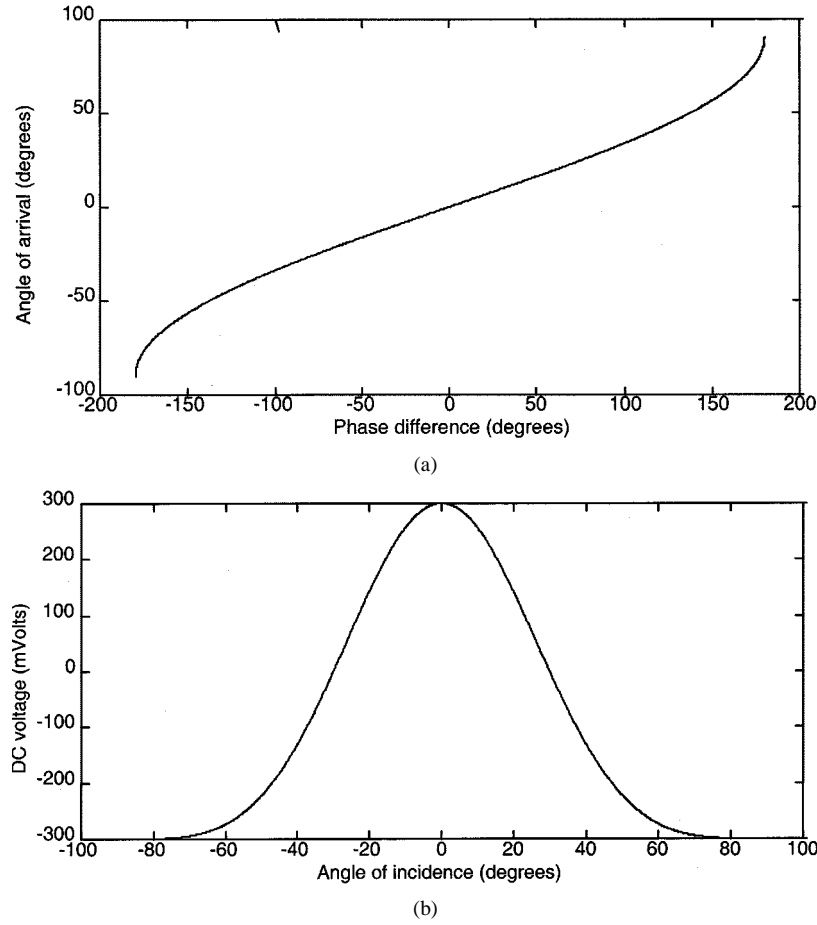 100
50
0
-50
-100
Angle of arrival (degrees)
-200 -150 -100 -50 0 50 100 150 200
Phase difference (degrees)
(a)
300
200
100
0
-100
-200
-300
DC voltage (mVolts)
-100 -80 -60 -40 -20 0 20 40 60 80 100
Angle of incidence (degrees)
(b)